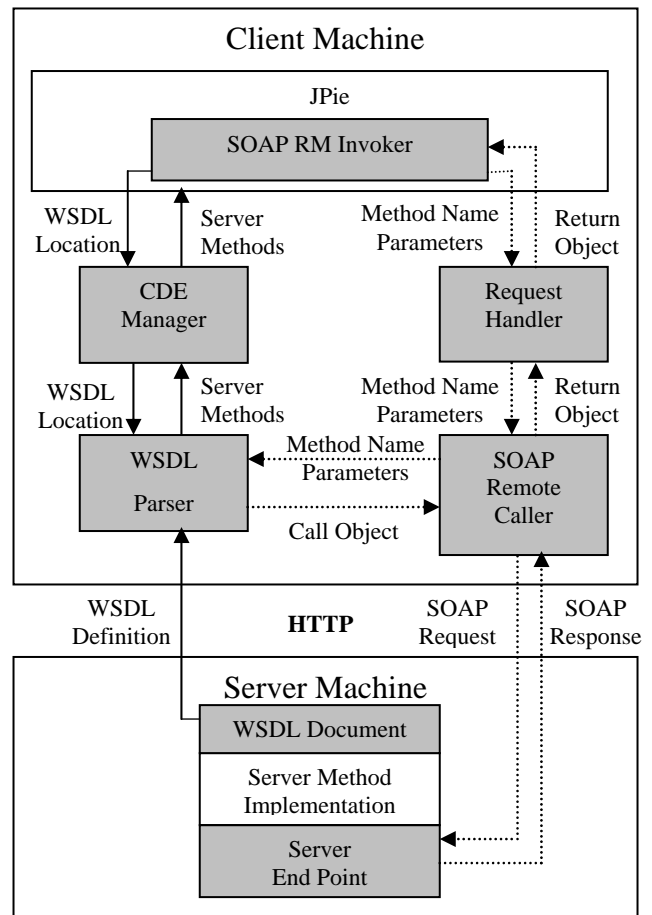 Client Machine
JPie
SOAP RM Invoker
WSDL
Location
Server
Methods
Method Name
Parameters
Return
Object
CDE
Manager
Request
Handler
WSDL
Location
Server
Methods
Method Name
Parameters
Return
Object
WSDL
Parser
Method Name
Parameters
Call Object
SOAP
Remote
Caller
WSDL
Definition
HTTP
SOAP
Request
SOAP
Response
Server Machine
WSDL Document
Server Method
Implementation
Server
End Point